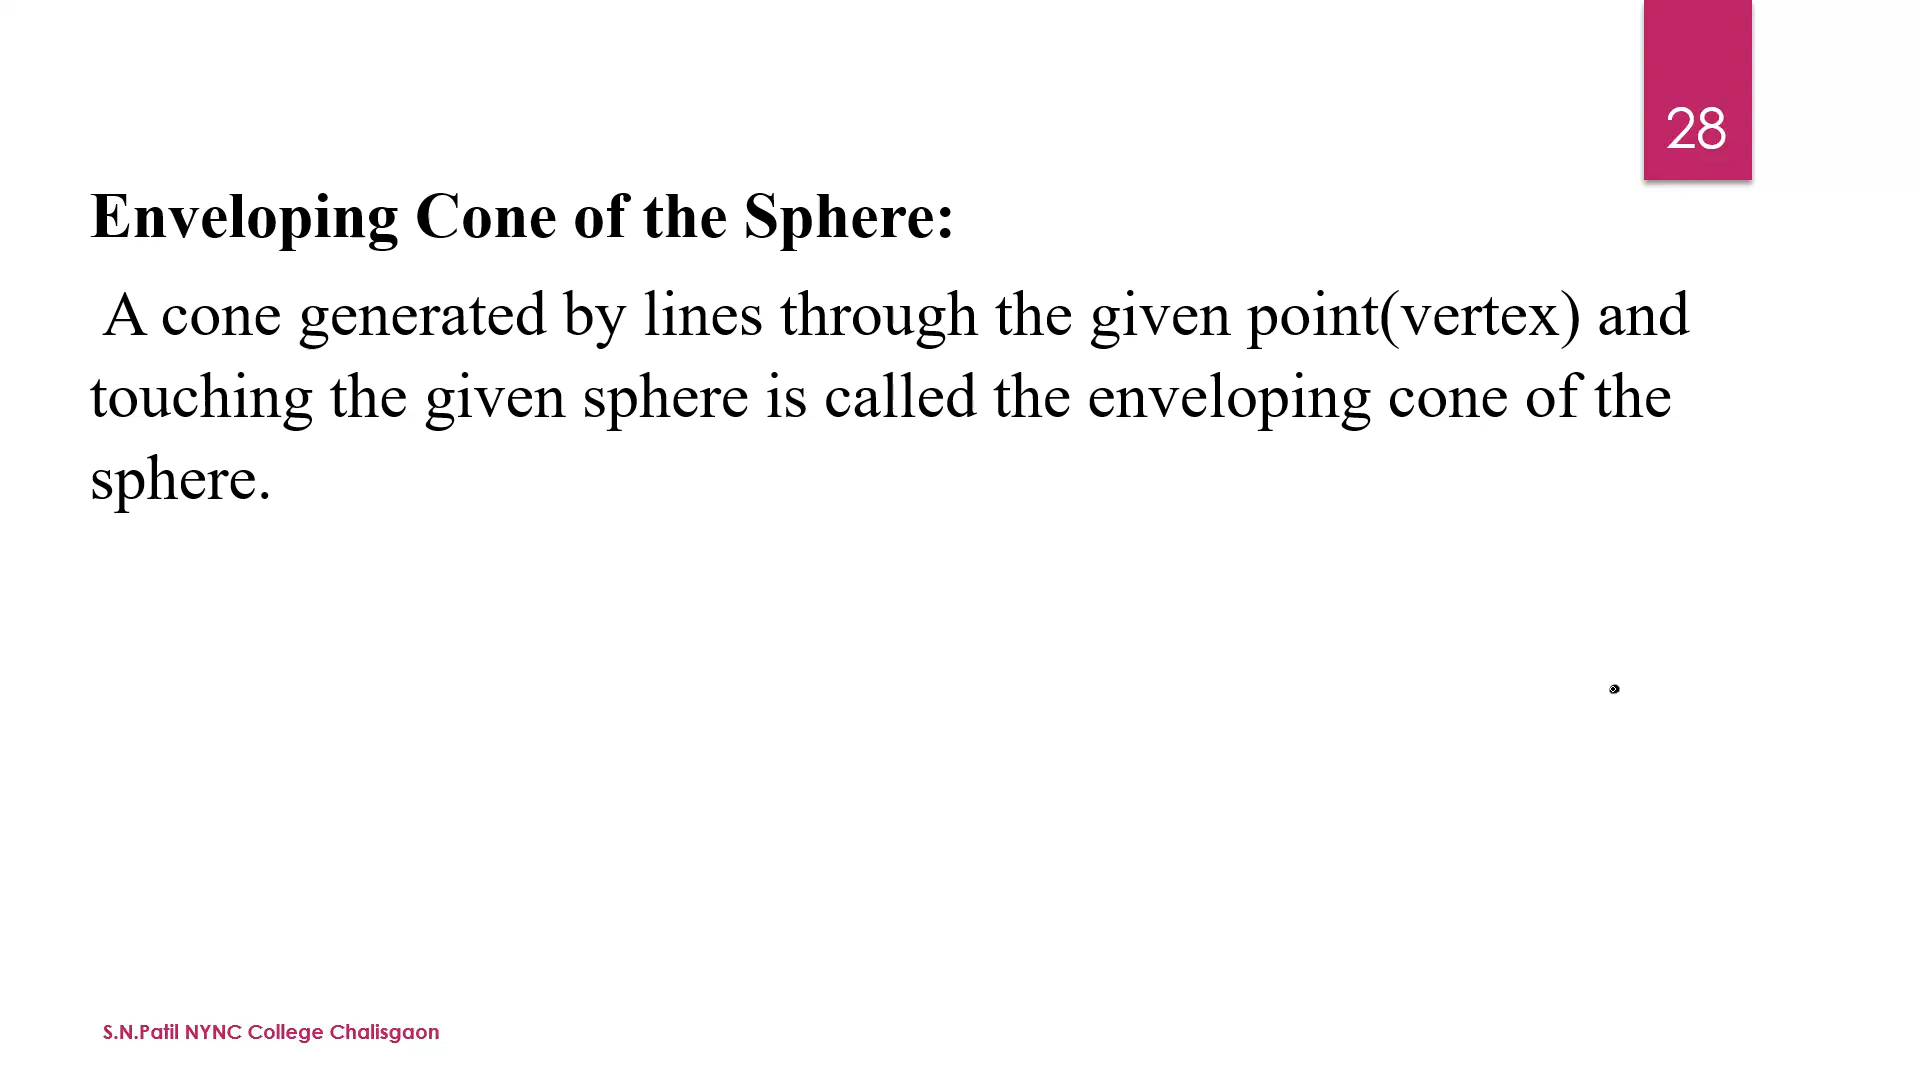 28
Enveloping Cone of the Sphere:
A cone generated by lines through the given point(vertex) and
touching the given sphere is called the enveloping cone of the
sphere.
S.N.Patil NYNC College Chalisgaon